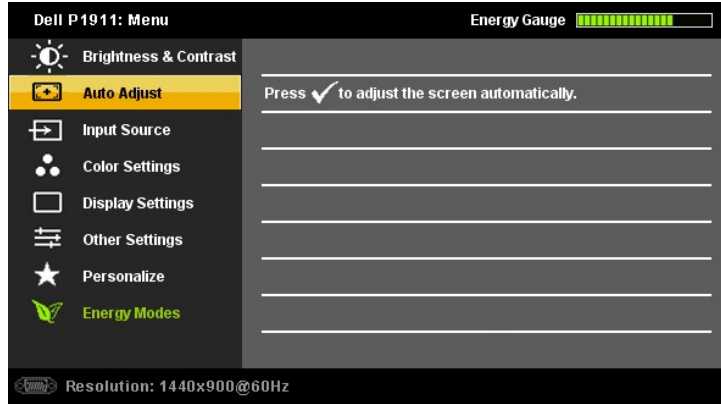 Dell P1911: Menu
Energy Gauge
Brightness & Contrast
Auto Adjust
Press ✓ to adjust the screen automatically.
Input Source
Color Settings
Display Settings
Other Settings
Personalize
Energy Modes
Resolution: 1440x900@60Hz